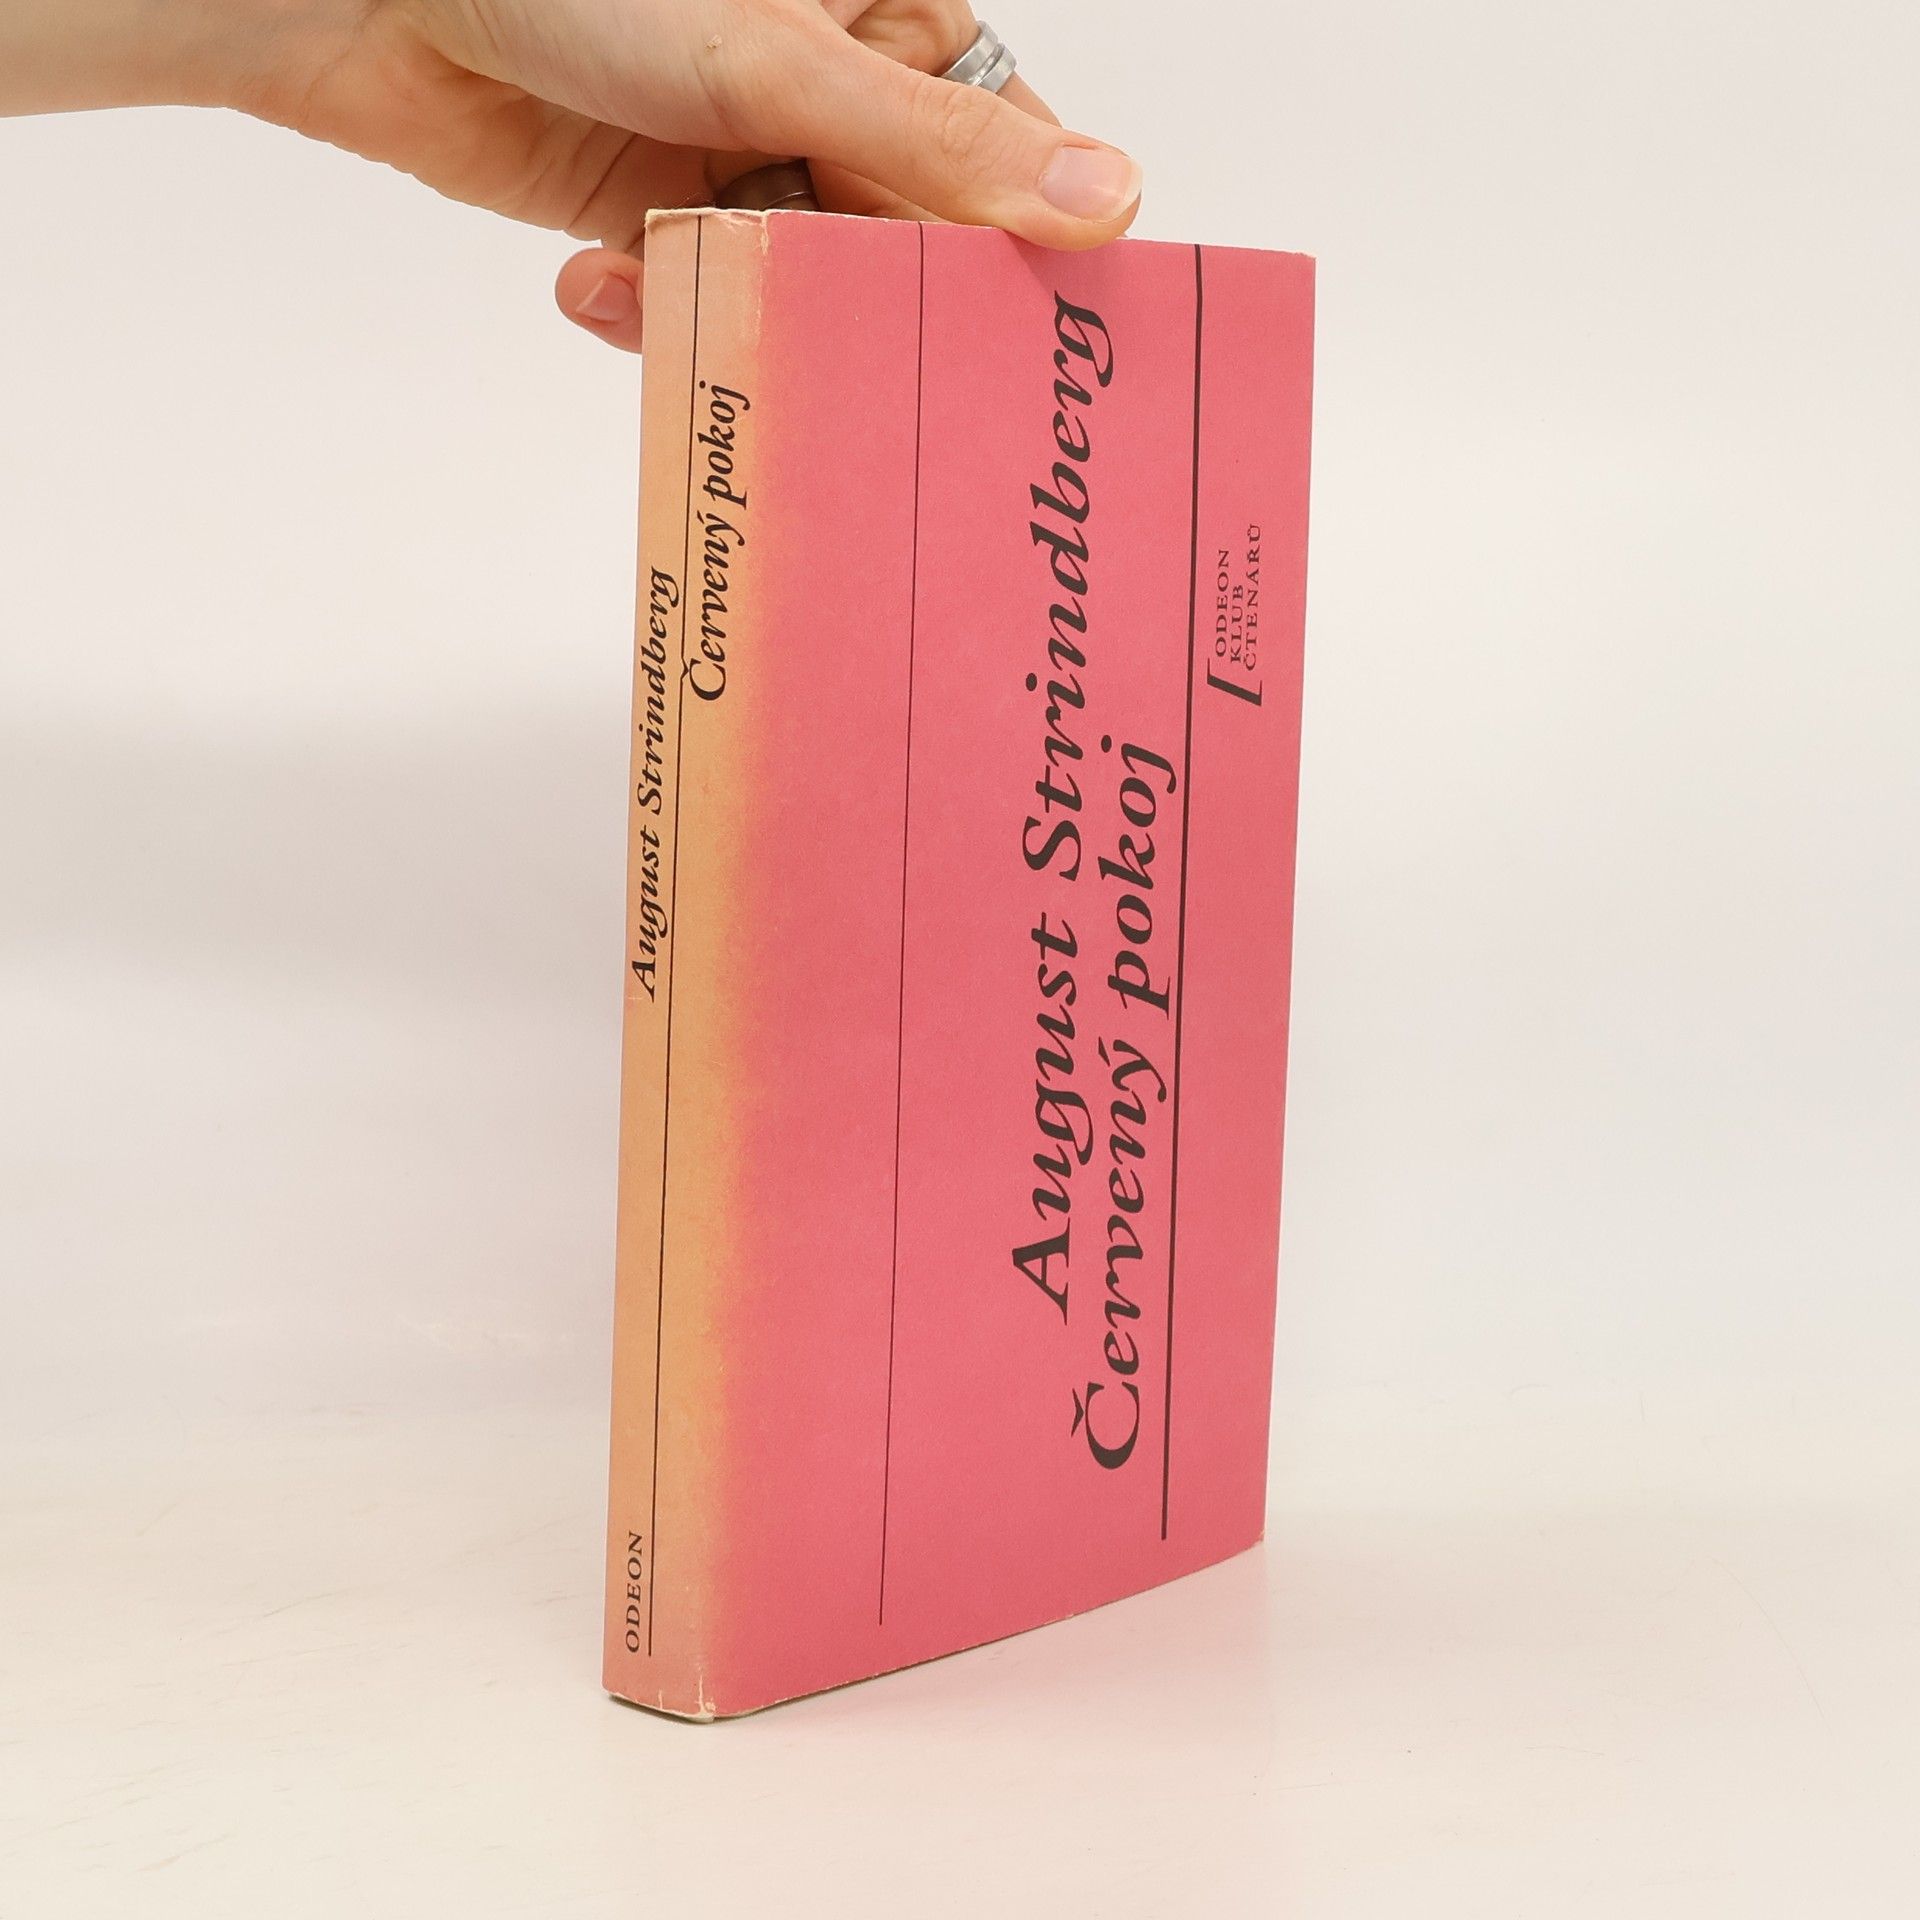 August Strindberg
Červený pokoj
ODEON
August Strindberg
Červený pokoj
[ODEON
KLUB
ČTENÁŘŮ